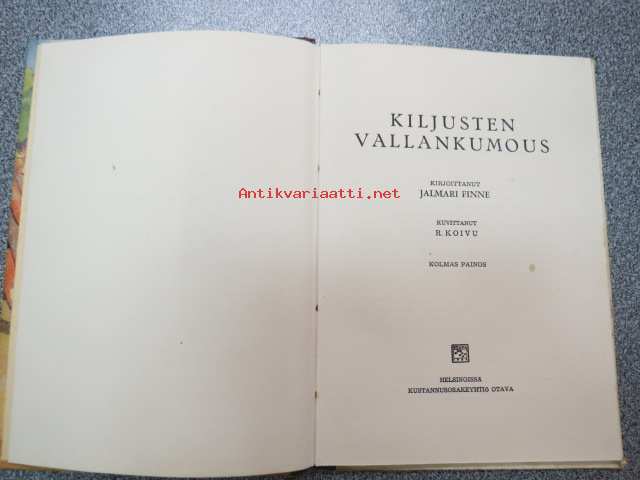 KILJUSTEN
VALLANKUMOUS
KIRJOITTANUT
JALMARI FINNE
Antikvariaatti.net
KUVITTANUT
R. KOIVU
KOLMAS PAINOS
HELSINGISSÄ
KUSTANNUSOSAKEYHTIÖ OTAVA